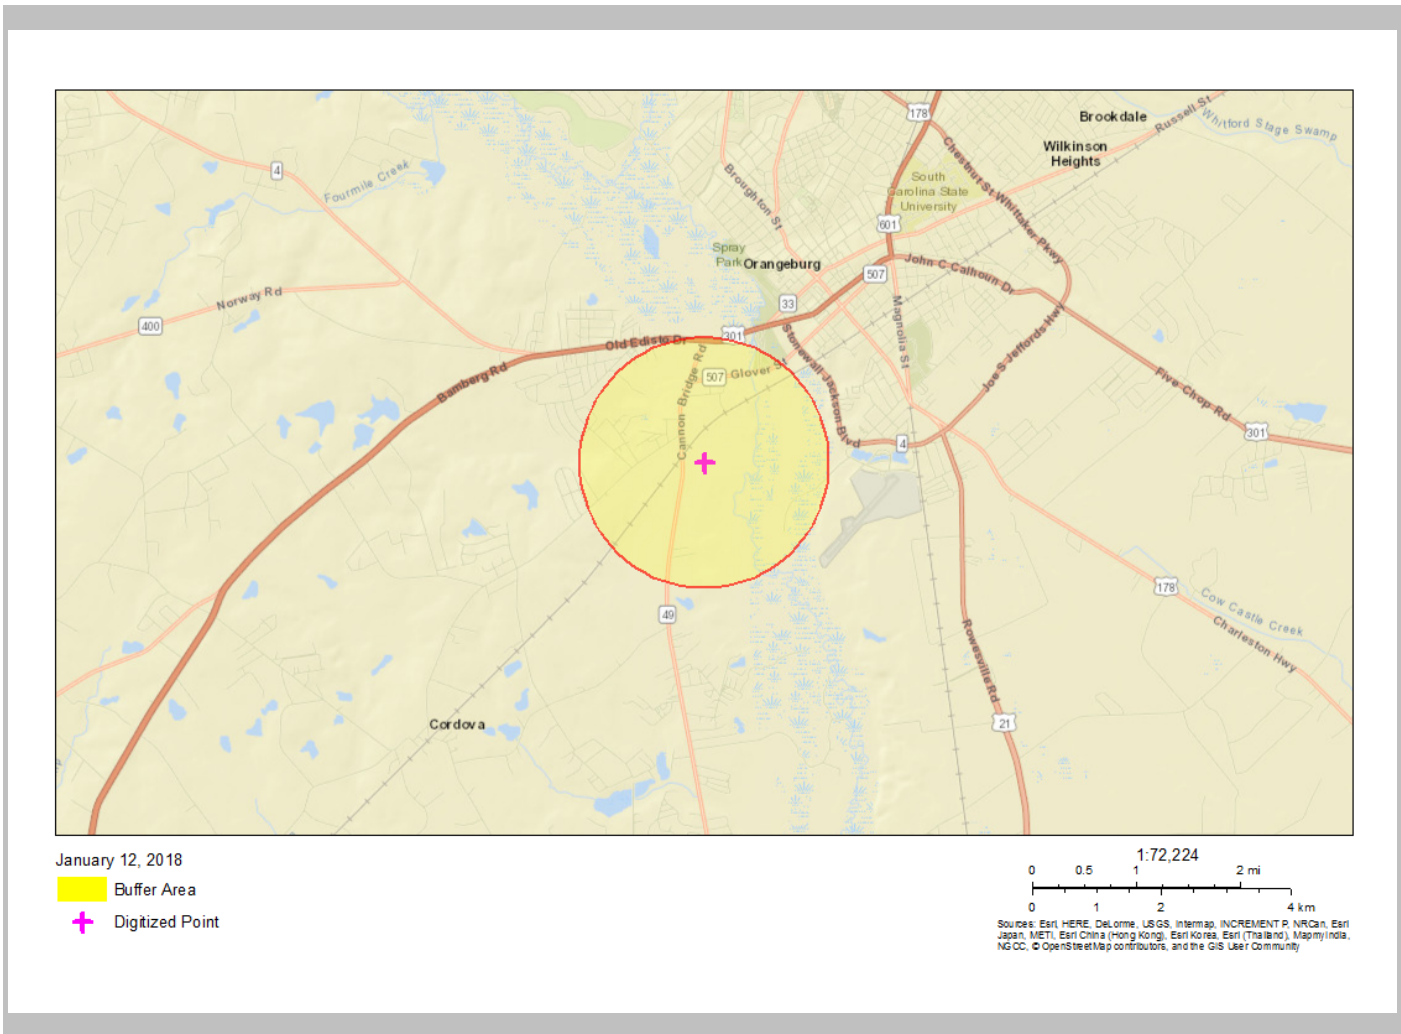 178
Brookdale
Russell St
Whitford Stage Swamp
Wilkinson
Heights
Chestnut St
Whittaker Pkwy
4
Fourmile Creek
Broughton St
South
Carolina State
University
601
Spray
Park
Orangeburg
John C Calhoun Dr
507
Norway Rd
400
33
Magnolia St
Joe S Jeffords Hwy
301
Old Edisto Dr
Stonewall Jackson Blvd
Bamberg Rd
Cannon Bridge Rd
507
Glover St
Five Chop Rd
301
4
178
Cow Castle Creek
Charleston Hwy
49
Rowesville Rd
21
Cordova
January 12, 2018
Buffer Area
Digitized Point
1:72,224
0 0.5 1 2 mi
0 1 2 4 km
Sources: Esri, HERE, DeLorme, USGS, Intermap, INCREMENT P, NRCan, Esri
Japan, METI, Esri China (Hong Kong), Esri Korea, Esri (Thailand), MapmyIndia,
NGCC, © OpenStreetMap contributors, and the GIS User Community